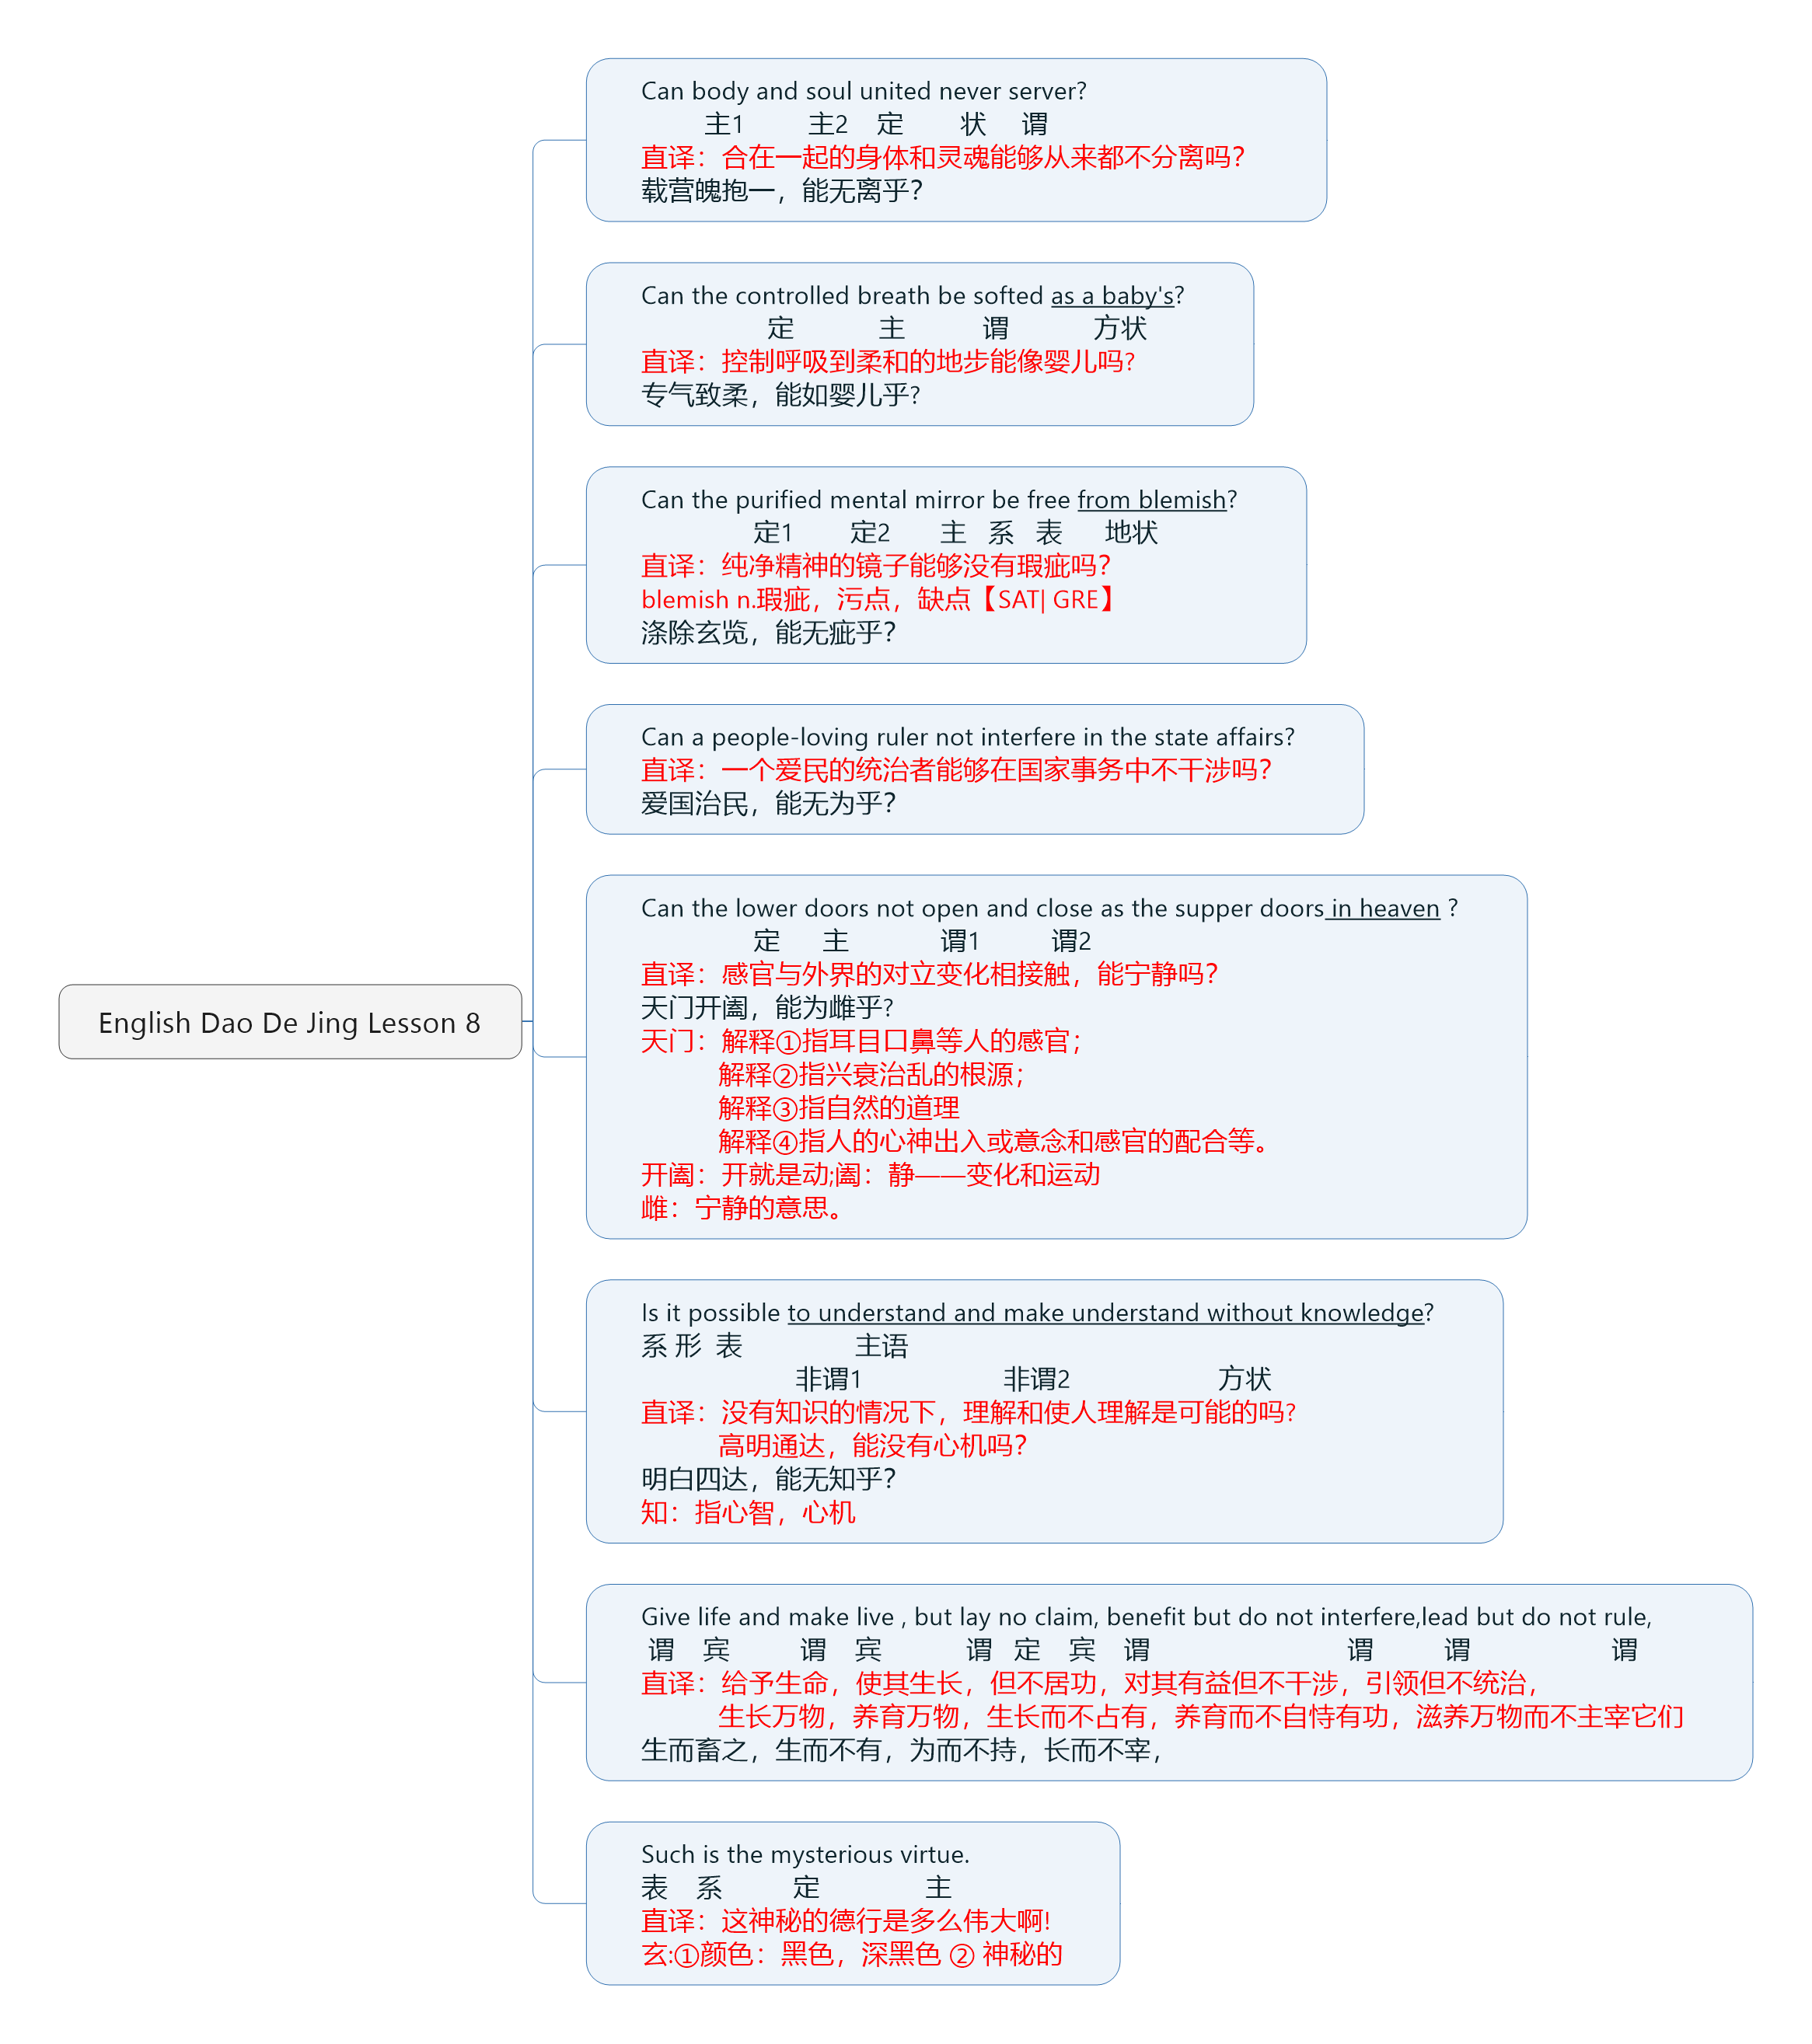 English Dao De Jing Lesson 8
Can body and soul united never server?
主1 主2 定 状 谓
直译：合在一起的身体和灵魂能够从来都不分离吗？
载营魄抱一，能无离乎？
Can the controlled breath be softed as a baby's?
定 主 谓 方状
直译：控制呼吸到柔和的地步能像婴儿吗?
专气致柔，能如婴儿乎?
Can the purified mental mirror be free from blemish?
定1 定2 主 系 表 地状
直译：纯净精神的镜子能够没有瑕疵吗？
blemish n.瑕疵，污点，缺点【SAT| GRE】
涤除玄览，能无疵乎？
Can a people-loving ruler not interfere in the state affairs?
直译：一个爱民的统治者能够在国家事务中不干涉吗？
爱国治民，能无为乎？
Can the lower doors not open and close as the supper doors in heaven ?
定 主 谓1 谓2
直译：感官与外界的对立变化相接触，能宁静吗？
天门开阖，能为雌乎?
天门：解释①指耳目口鼻等人的感官；
解释②指兴衰治乱的根源；
解释③指自然的道理
解释④指人的心神出入或意念和感官的配合等。
开阖：开就是动;阖：静——变化和运动
雌：宁静的意思。
Is it possible to understand and make understand without knowledge?
系 形 表 主语
非谓1 非谓2 方状
直译：没有知识的情况下，理解和使人理解是可能的吗?
高明通达，能没有心机吗？
明白四达，能无知乎？
知：指心智，心机
Give life and make live , but lay no claim, benefit but do not interfere,lead but do not rule,
谓 宾 谓 宾 谓 定 宾 谓 谓 谓 谓
直译：给予生命，使其生长，但不居功，对其有益但不干涉，引领但不统治，
生长万物，养育万物，生长而不占有，养育而不自恃有功，滋养万物而不主宰它们
生而畜之，生而不有，为而不持，长而不宰，
Such is the mysterious virtue.
表 系 定 主
直译：这神秘的德行是多么伟大啊!
玄:①颜色：黑色，深黑色 ② 神秘的